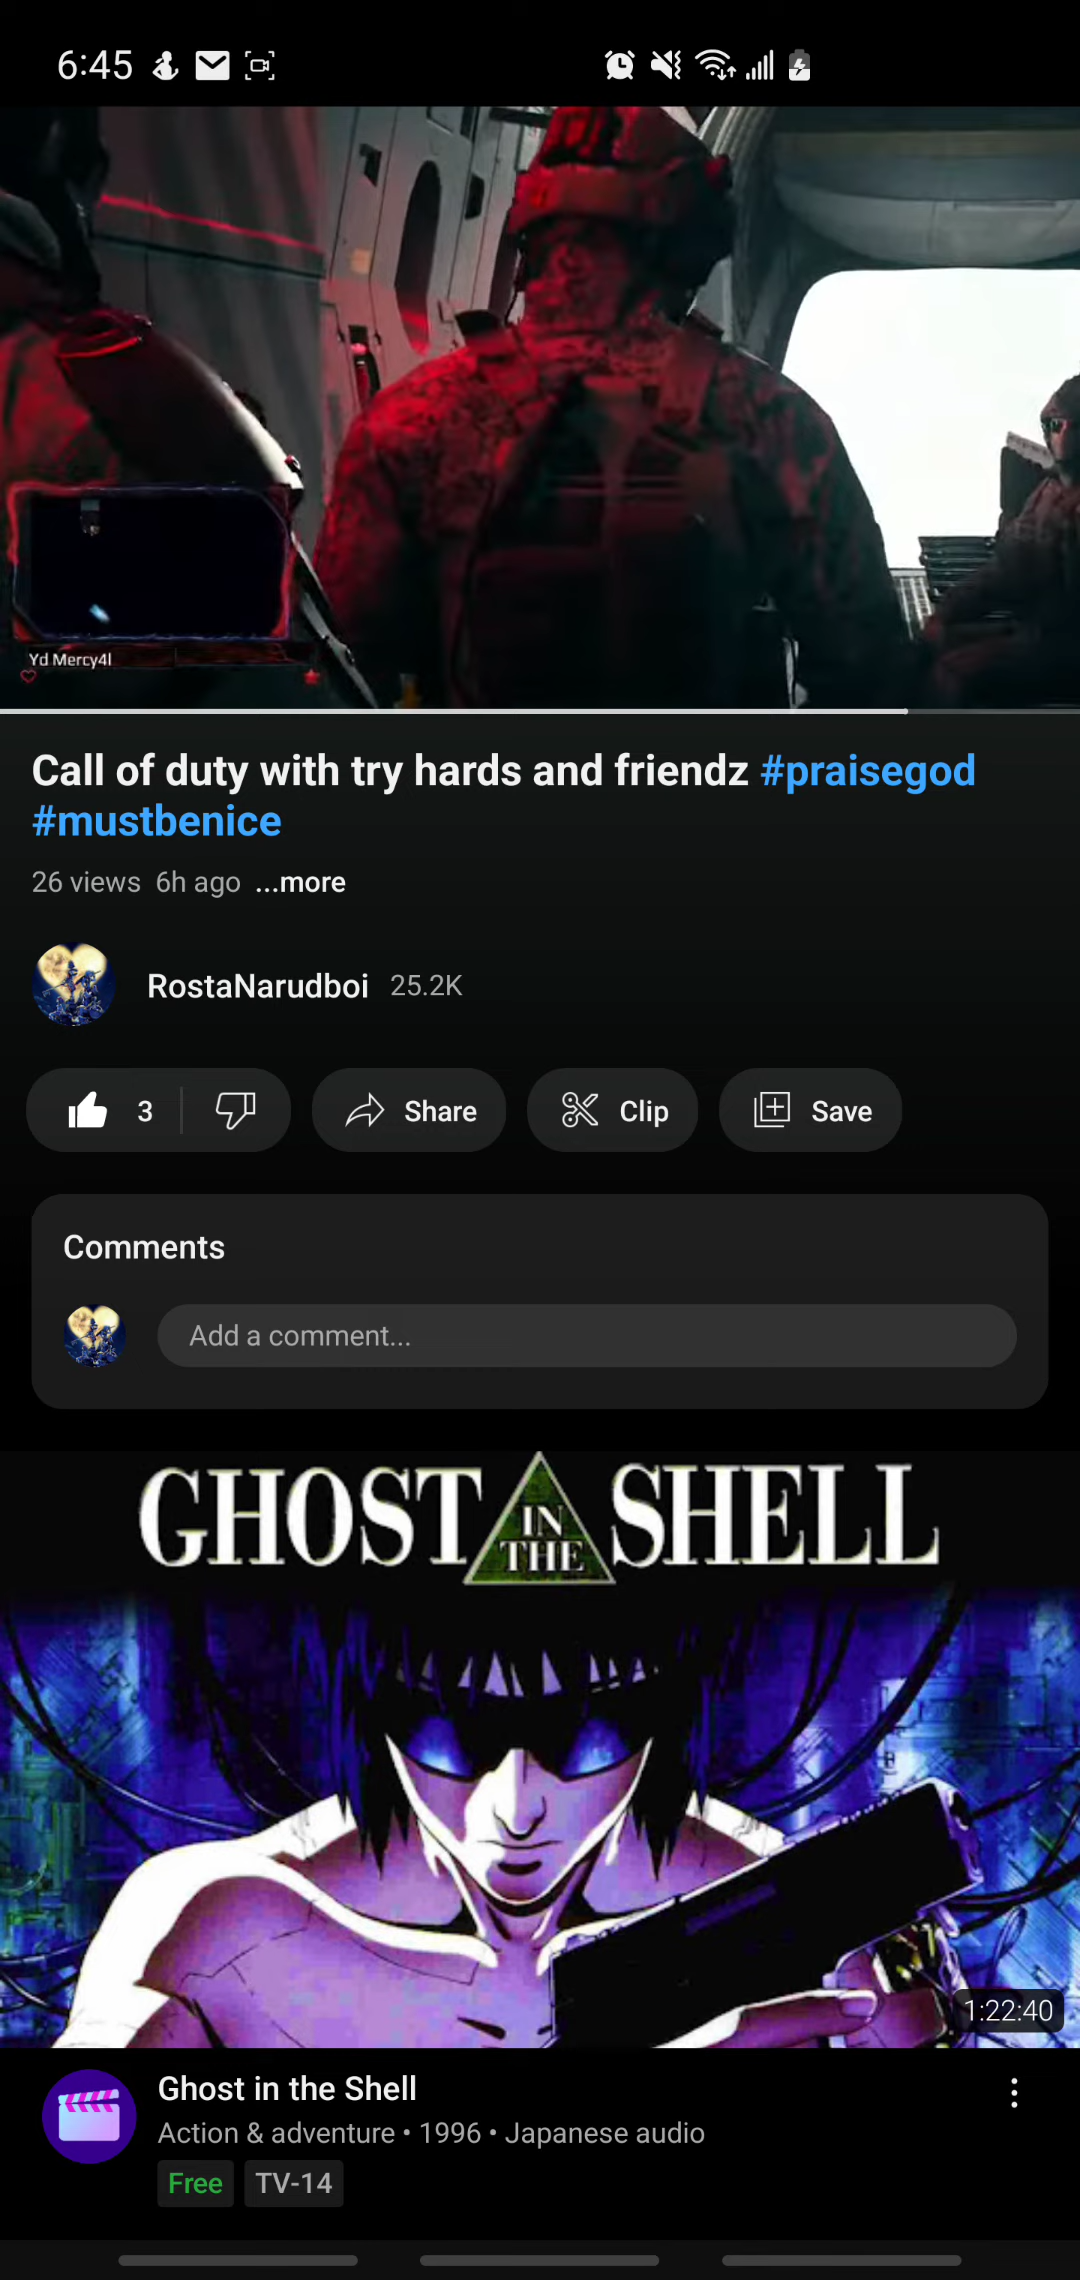 6:45
Yd Mercy4l
Call of duty with try hards and friendz #praisegod
#mustbenice
26 views 6h ago ...more
RostaNarudboi 25.2K
3 Share Clip Save
Comments
Add a comment...
GHOST IN THE SHELL
1:22:40
Ghost in the Shell
Action & adventure • 1996 • Japanese audio
Free TV-14